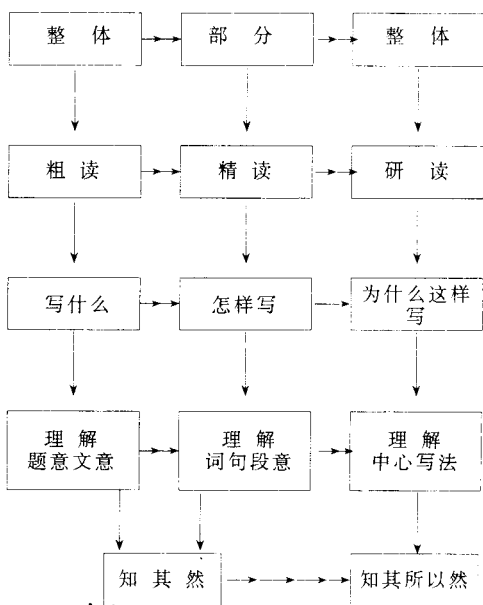 整体 部分 整体
粗读 精读 研读
写什么 怎样写 为什么这样
写
理解 理解 理解
题意文意 词句段意 中心写法
知其然 知其所以然